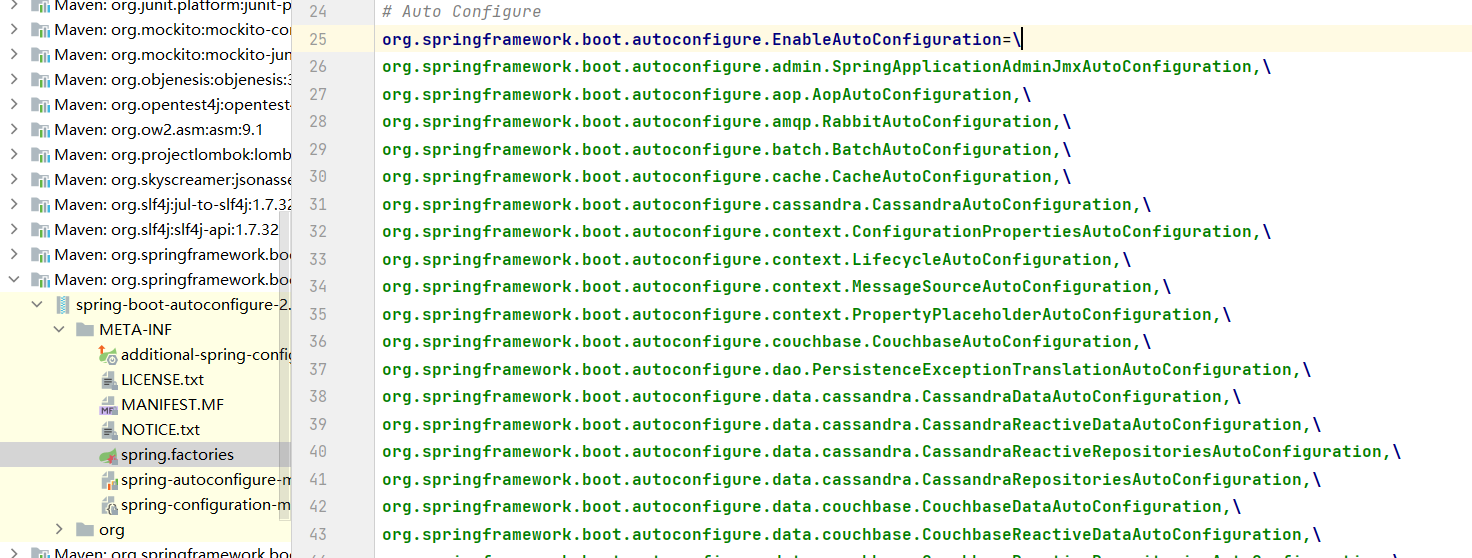 Maven: org.junit.platform:junit-p
Maven: org.mockito:mockito-co
Maven: org.mockito:mockito-jun
Maven: org.objenesis:objenesis:3
Maven: org.opentest4j:opentest-
Maven: org.ow2.asm:asm:9.1
Maven: org.projectlombok:lomb
Maven: org.skyscreamer:jsonasse
Maven: org.slf4j:jul-to-slf4j:1.7.32
Maven: org.slf4j:slf4j-api:1.7.32
Maven: org.springframework.boo
Maven: org.springframework.boo
spring-boot-autoconfigure-2.
META-INF
additional-spring-config
LICENSE.txt
MANIFEST.MF
NOTICE.txt
spring.factories
spring-autoconfigure-m
spring-configuration-m
org
Maven: org.springframework.boo
24 # Auto Configure
25 org.springframework.boot.autoconfigure.EnableAutoConfiguration=\
26 org.springframework.boot.autoconfigure.admin.SpringApplicationAdminJmxAutoConfiguration,\
27 org.springframework.boot.autoconfigure.aop.AopAutoConfiguration,\
28 org.springframework.boot.autoconfigure.amqp.RabbitAutoConfiguration,\
29 org.springframework.boot.autoconfigure.batch.BatchAutoConfiguration,\
30 org.springframework.boot.autoconfigure.cache.CacheAutoConfiguration,\
31 org.springframework.boot.autoconfigure.cassandra.CassandraAutoConfiguration,\
32 org.springframework.boot.autoconfigure.context.ConfigurationPropertiesAutoConfiguration,\
33 org.springframework.boot.autoconfigure.context.LifecycleAutoConfiguration,\
34 org.springframework.boot.autoconfigure.context.MessageSourceAutoConfiguration,\
35 org.springframework.boot.autoconfigure.context.PropertyPlaceholderAutoConfiguration,\
36 org.springframework.boot.autoconfigure.couchbase.CouchbaseAutoConfiguration,\
37 org.springframework.boot.autoconfigure.dao.PersistenceExceptionTranslationAutoConfiguration,\
38 org.springframework.boot.autoconfigure.data.cassandra.CassandraDataAutoConfiguration,\
39 org.springframework.boot.autoconfigure.data.cassandra.CassandraReactiveDataAutoConfiguration,\
40 org.springframework.boot.autoconfigure.data.cassandra.CassandraReactiveRepositoriesAutoConfiguration,\
41 org.springframework.boot.autoconfigure.data.cassandra.CassandraRepositoriesAutoConfiguration,\
42 org.springframework.boot.autoconfigure.data.couchbase.CouchbaseDataAutoConfiguration,\
43 org.springframework.boot.autoconfigure.data.couchbase.CouchbaseReactiveDataAutoConfiguration,\